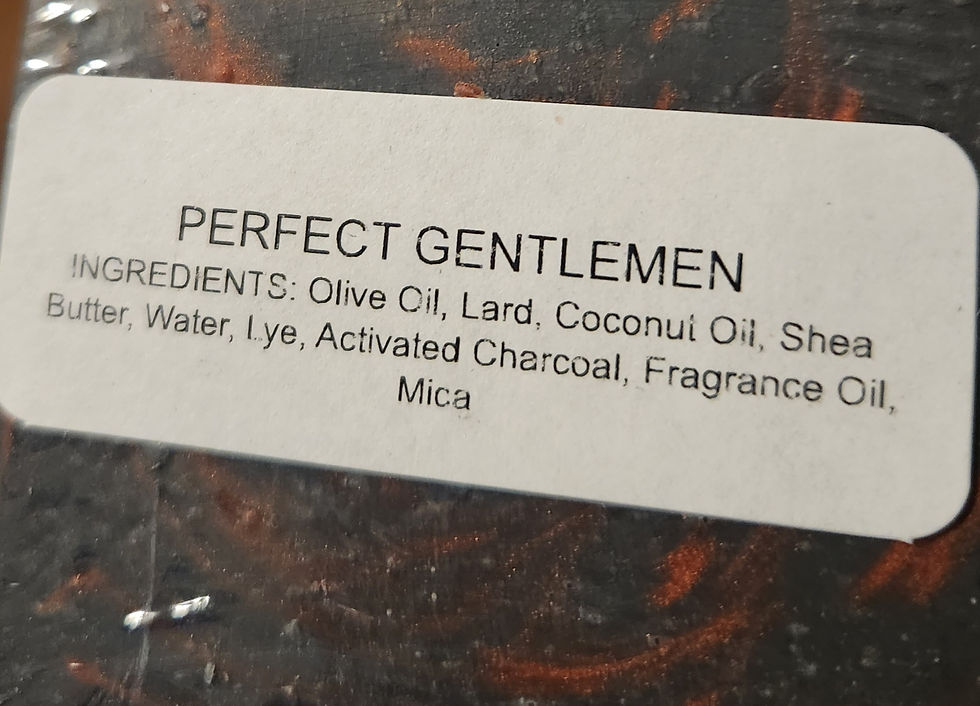 PERFECT GENTLEMEN
INGREDIENTS: Olive Oil, Lard, Coconut Oil, Shea
Butter, Water, Lye, Activated Charcoal, Fragrance Oil,
Mica